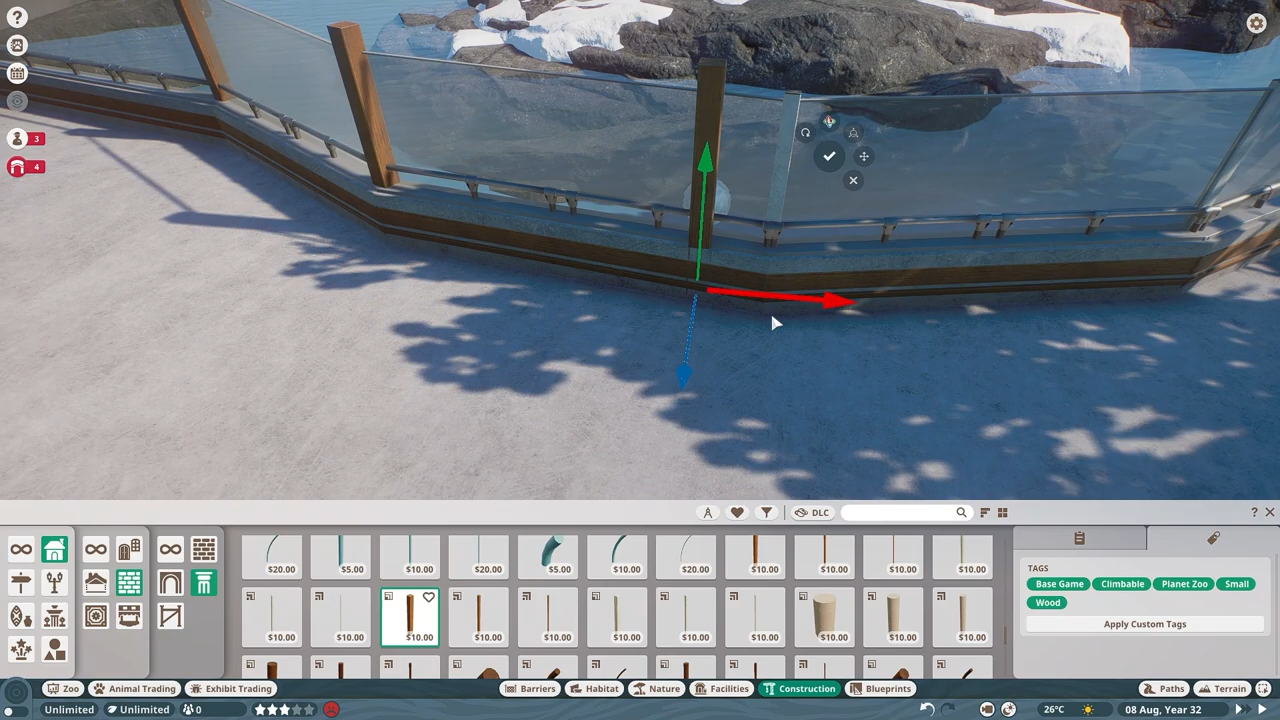 3
4
DLC
$20.00 $5.00 $10.00 $20.00 $5.00 $10.00 $20.00 $10.00 $10.00 $10.00 $10.00
$10.00 $10.00 $10.00 $10.00 $10.00 $10.00 $10.00 $10.00 $10.00 $10.00 $10.00
TAGS
Base Game Climbable Planet Zoo Small
Wood
Apply Custom Tags
Zoo Animal Trading Exhibit Trading Barriers Habitat Nature Facilities Construction Blueprints Paths Terrain
Unlimited Unlimited 0 26°C 08 Aug, Year 32